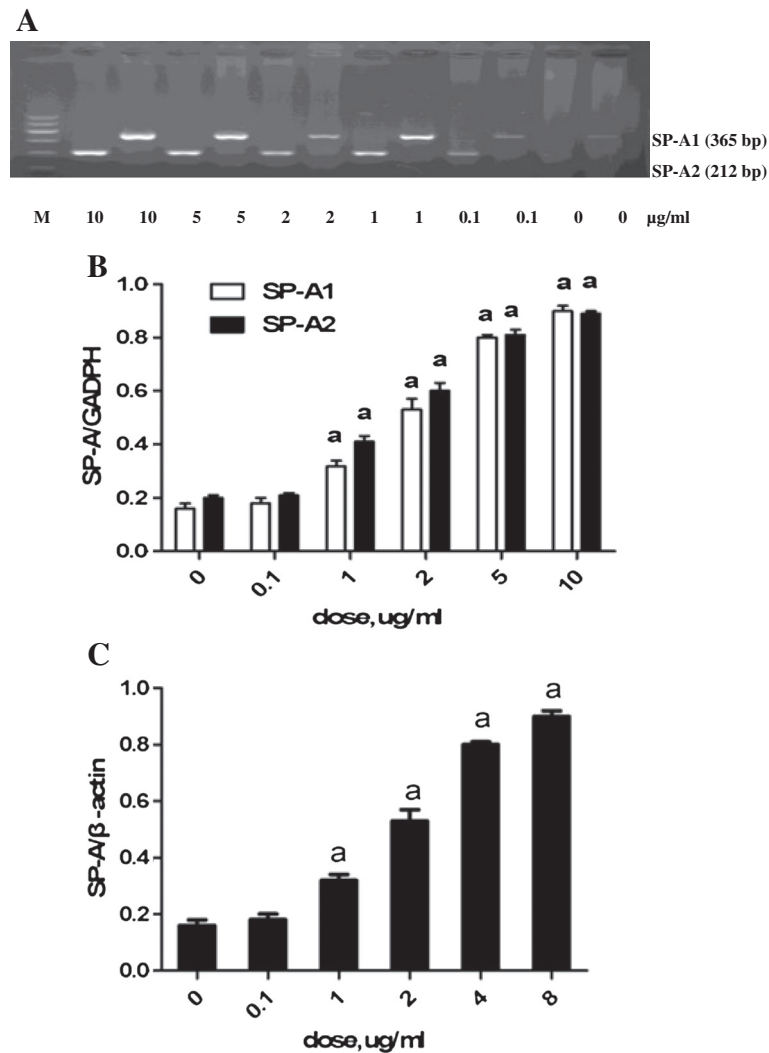 A
SP-A1 (365 bp)
SP-A2 (212 bp)
M 10 10 5 5 2 2 1 1 0.1 0.1 0 0 µg/ml
B
SP-A1
SP-A2
SP-A/GADPH
1.0
0.8
0.6
0.4
0.2
0.0
a a a a a a a a
0 0.1 1 2 5 10
dose,ug/ml
C
SP-A/β-actin
1.0
0.8
0.6
0.4
0.2
0.0
a a a a
0 0.1 1 2 4 8
dose,ug/ml